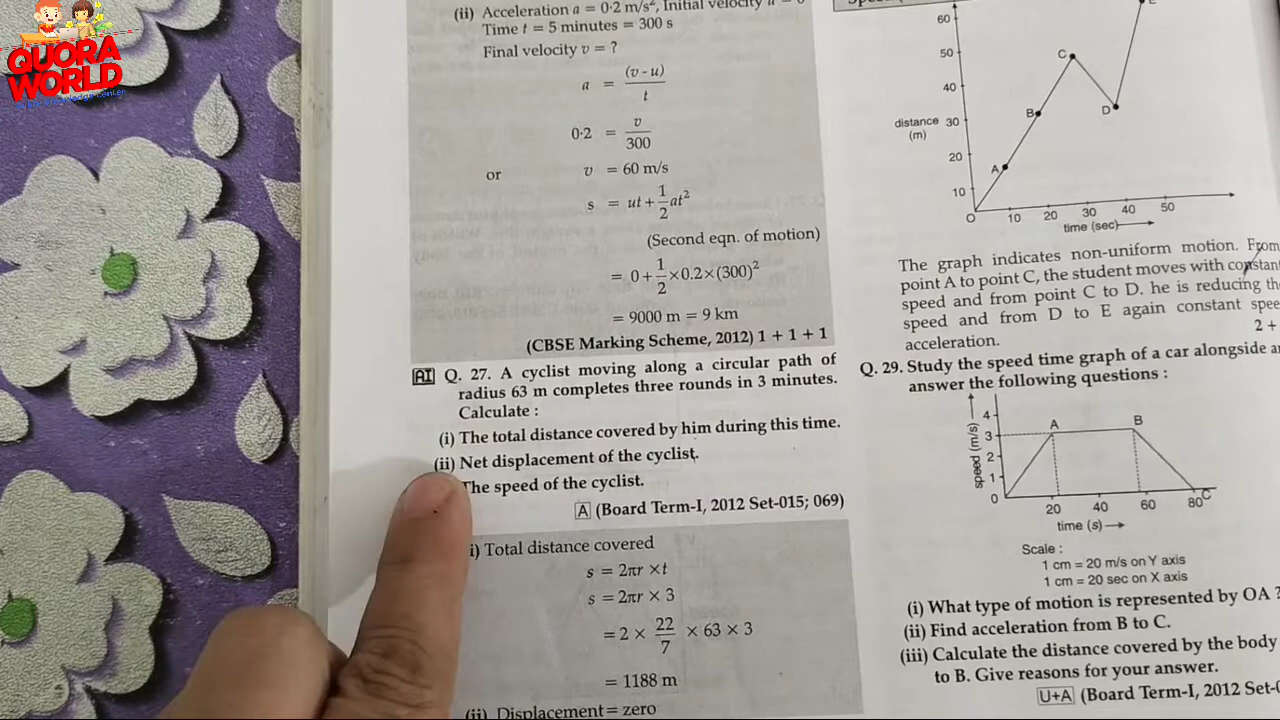 QUORA
WORLD
(ii) Acceleration a = 0·2 m/s², Initial velocity u = 0
Time t = 5 minutes = 300 s
Final velocity v = ?
a = (v - u) / t
0·2 = v / 300
or v = 60 m/s
s = ut + 1/2 at²
(Second eqn. of motion)
= 0 + 1/2 ×0.2×(300)²
= 9000 m = 9 km
(CBSE Marking Scheme, 2012) 1 + 1 + 1
AI Q. 27. A cyclist moving along a circular path of
radius 63 m completes three rounds in 3 minutes.
Calculate :
(i) The total distance covered by him during this time.
(ii) Net displacement of the cyclist.
The speed of the cyclist.
A (Board Term-I, 2012 Set-015; 069)
i) Total distance covered
s = 2πr ×t
s = 2πr × 3
= 2 × 22/7 × 63 × 3
= 1188 m
(ii) Displacement = zero
60
50
40
30
20
10
distance
(m)
A
B
C
D
O
10 20 30 40 50
time (sec)
The graph indicates non-uniform motion. From
point A to point C, the student moves with constant
speed and from point C to D. he is reducing the
speed and from D to E again constant spee
acceleration.
2 +
Q. 29. Study the speed time graph of a car alongside an
answer the following questions :
speed (m/s)
4
3
2
1
0
A
B
C
20 40 60 80
time (s)
Scale :
1 cm = 20 m/s on Y axis
1 cm = 20 sec on X axis
(i) What type of motion is represented by OA ?
(ii) Find acceleration from B to C.
(iii) Calculate the distance covered by the body
to B. Give reasons for your answer.
U+A (Board Term-I, 2012 Set-